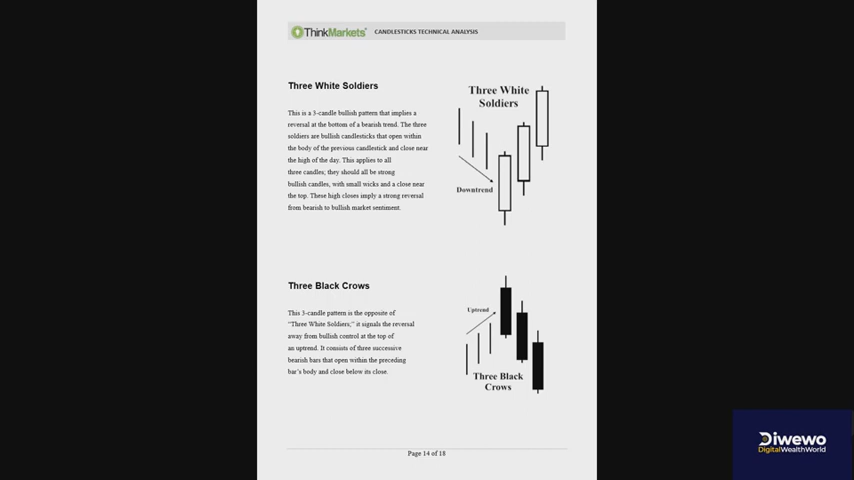 ThinkMarkets
CANDLESTICKS TECHNICAL ANALYSIS
Three White Soldiers
This is a 3-candle bullish pattern that implies a
reversal at the bottom of a bearish trend. The three
soldiers are bullish candlesticks that open within
the body of the previous candlestick and close near
the high of the day. This applies to all
three candles; they should all be strong
bullish candles, with small wicks and a close near
the top. These high closes imply a strong reversal
from bearish to bullish market sentiment.
Three White
Soldiers
Downtrend
Three Black Crows
This 3-candle pattern is the opposite of
"Three White Soldiers;" it signals the reversal
away from bullish control at the top of
an uptrend. It consists of three successive
bearish bars that open within the preceding
bar's body and close below its close.
Uptrend
Three Black
Crows
Page 14 of 18
Diwewo
DigitalWealthWorld